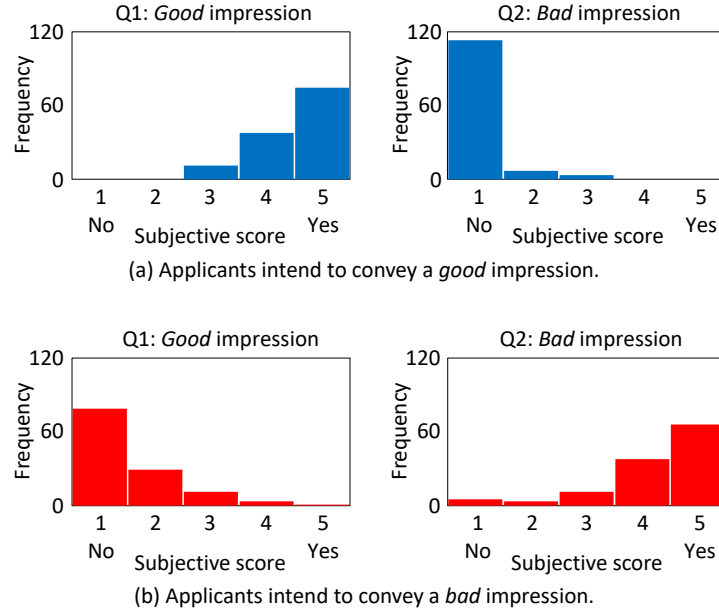 Q1: Good impression
Q2: Bad impression
120
60
0
Frequency
1 2 3 4 5
No Subjective score Yes
120
60
0
Frequency
1 2 3 4 5
No Subjective score Yes
(a) Applicants intend to convey a good impression.
Q1: Good impression
Q2: Bad impression
120
60
0
Frequency
1 2 3 4 5
No Subjective score Yes
120
60
0
Frequency
1 2 3 4 5
No Subjective score Yes
(b) Applicants intend to convey a bad impression.